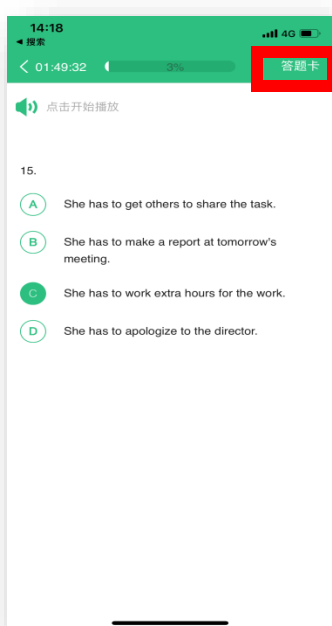 14:18
◀ 搜索
4G
01:49:32
3%
答题卡
点击开始播放
15.
A
She has to get others to share the task.
B
She has to make a report at tomorrow's
meeting.
C
She has to work extra hours for the work.
D
She has to apologize to the director.